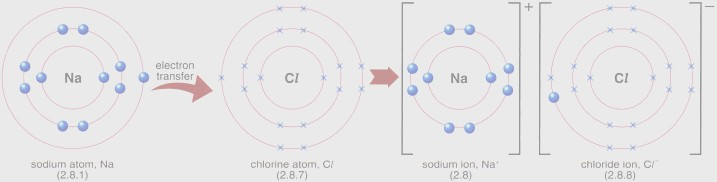 + −
electron
transfer
Na Cl Na Cl
sodium atom, Na chlorine atom, Cl sodium ion, Na⁺ chloride ion, Cl⁻
(2.8.1) (2.8.7) (2.8) (2.8.8)